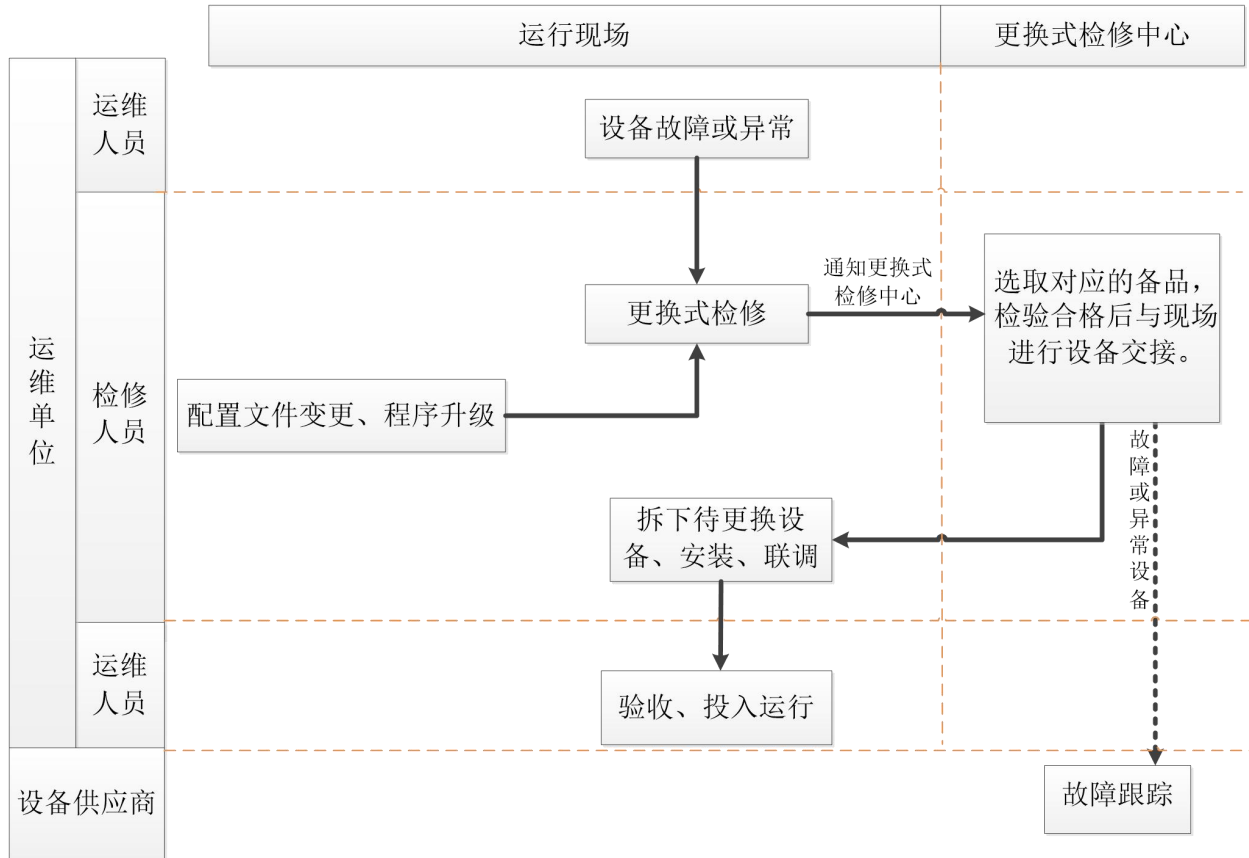 运行现场
更换式检修中心
运维
人员
设备故障或异常
运
维
单
位
检修
人员
通知更换式
检修中心
更换式检修
选取对应的备品，
检验合格后与现场
进行设备交接。
配置文件变更、程序升级
故
障
或
异
常
设
备
拆下待更换设
备、安装、联调
运维
人员
验收、投入运行
设备供应商
故障跟踪